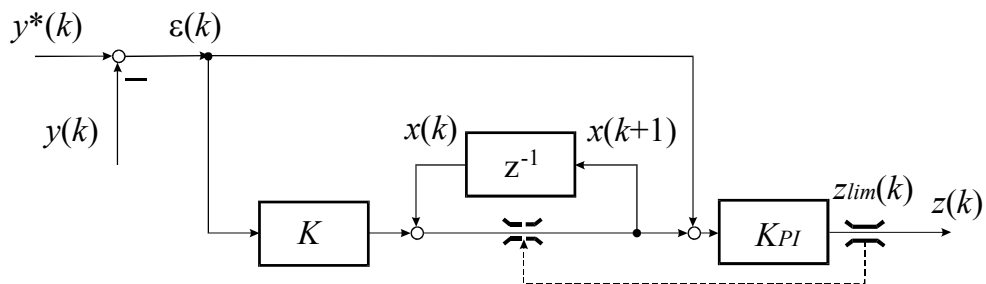 y*(k)
ε(k)
y(k)
x(k)
x(k+1)
z⁻¹
zlim(k)
z(k)
K
KPI